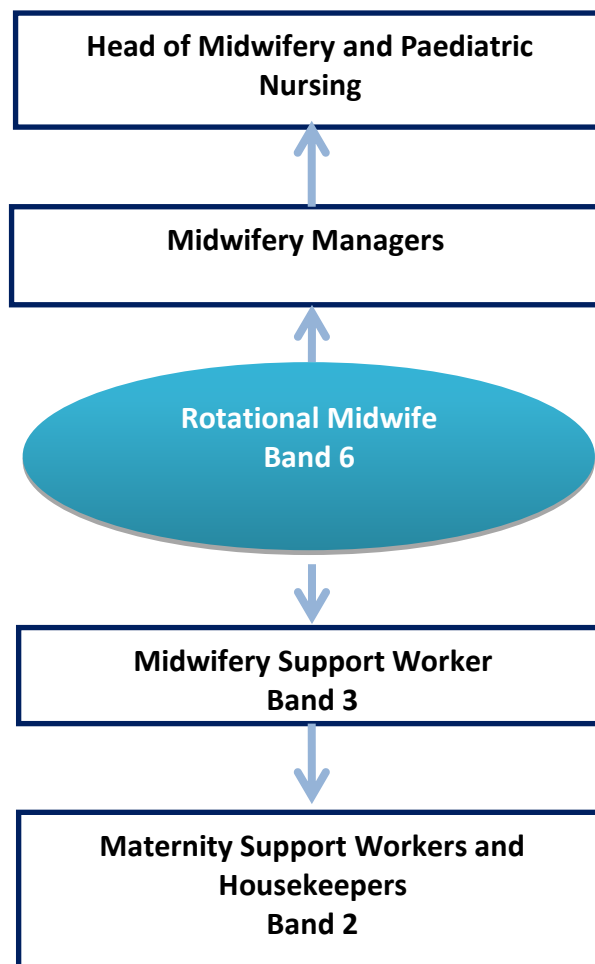 Head of Midwifery and Paediatric
Nursing
Midwifery Managers
Rotational Midwife
Band 6
Midwifery Support Worker
Band 3
Maternity Support Workers and
Housekeepers
Band 2